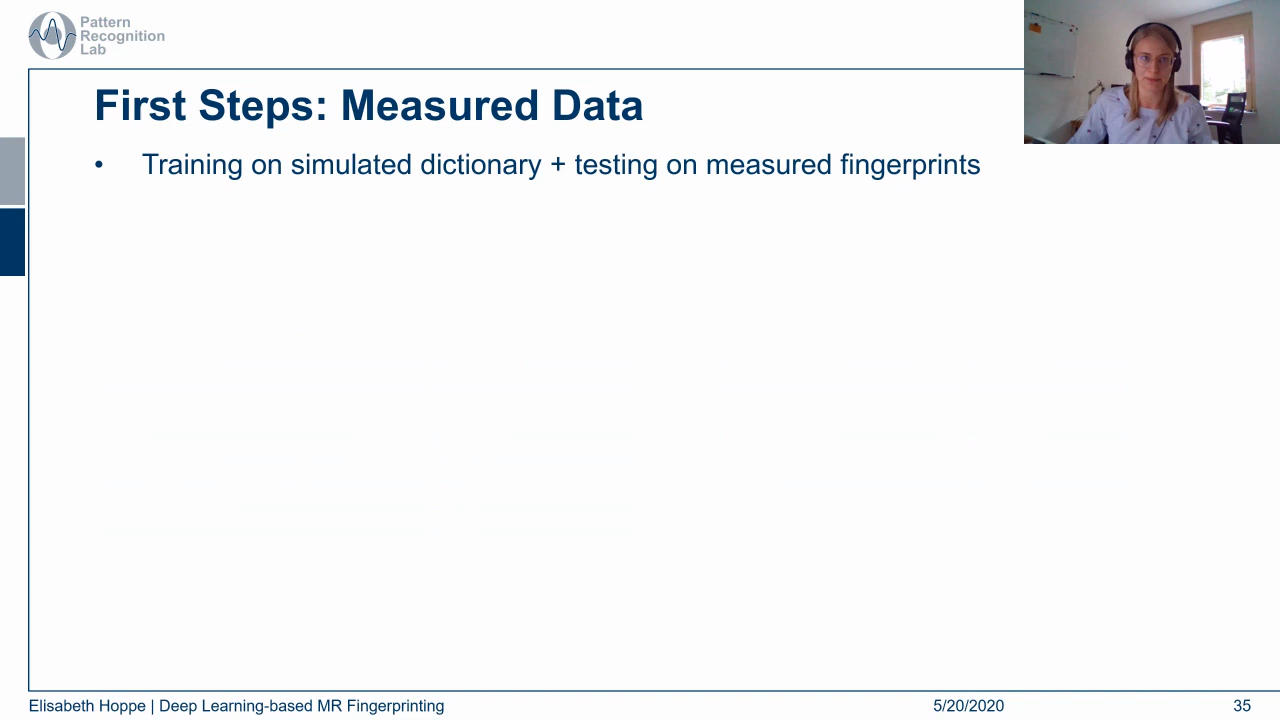 Pattern
Recognition
Lab
First Steps: Measured Data
• Training on simulated dictionary + testing on measured fingerprints
Elisabeth Hoppe | Deep Learning-based MR Fingerprinting
5/20/2020
35